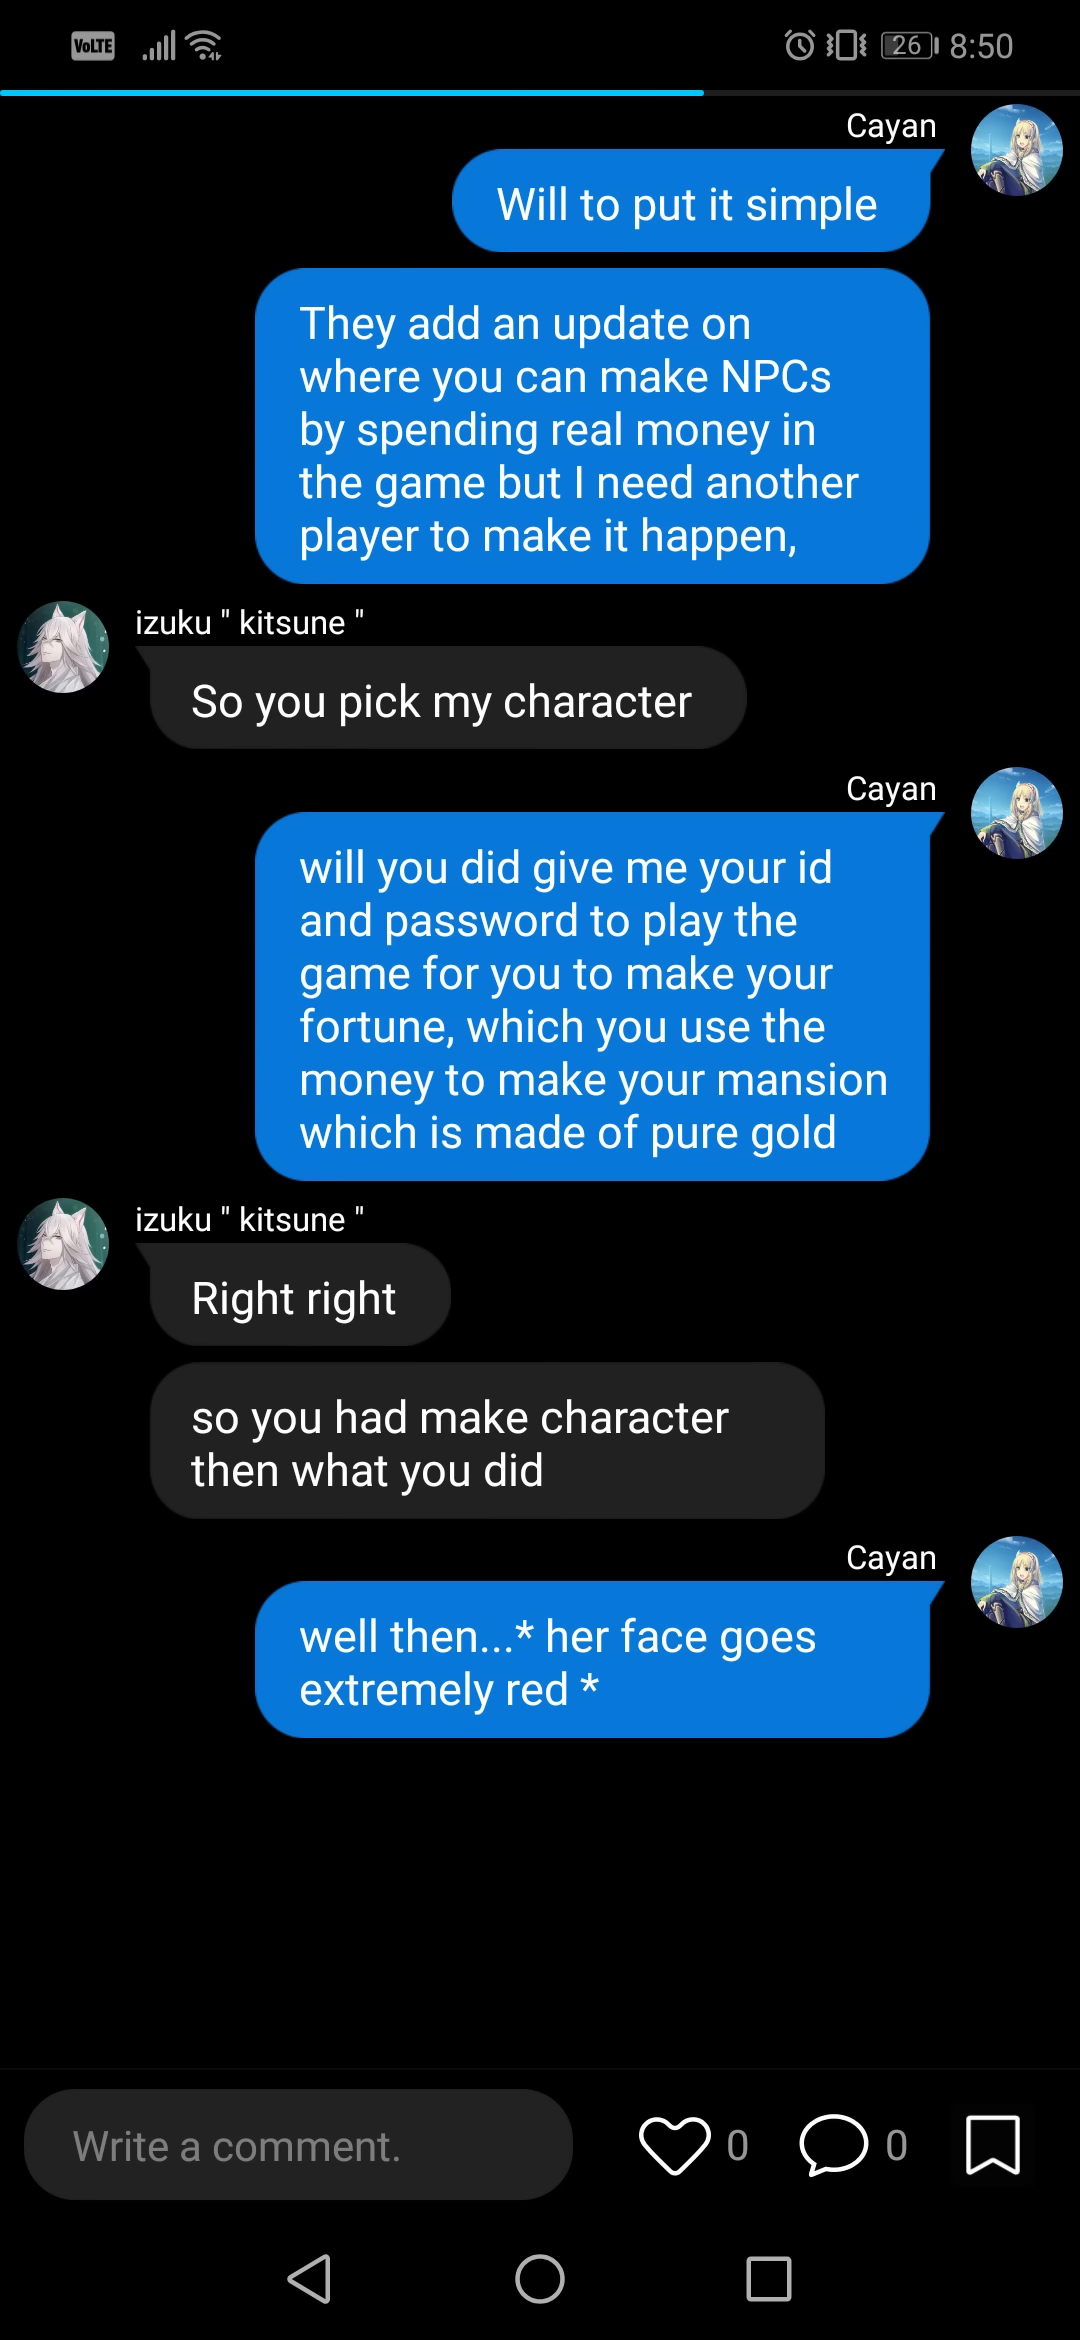 VoLTE 26 8:50
Cayan
Will to put it simple
They add an update on
where you can make NPCs
by spending real money in
the game but I need another
player to make it happen,
izuku " kitsune "
So you pick my character
Cayan
will you did give me your id
and password to play the
game for you to make your
fortune, which you use the
money to make your mansion
which is made of pure gold
izuku " kitsune "
Right right
so you had make character
then what you did
Cayan
well then...* her face goes
extremely red *
Write a comment. 0 0